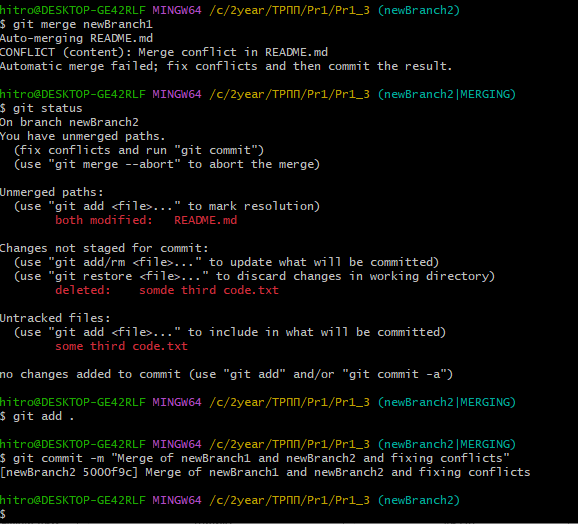 hitro@DESKTOP-GE42RLF MINGW64 /c/2year/ТРПП/Pr1/Pr1_3 (newBranch2)
$ git merge newBranch1
Auto-merging README.md
CONFLICT (content): Merge conflict in README.md
Automatic merge failed; fix conflicts and then commit the result.
hitro@DESKTOP-GE42RLF MINGW64 /c/2year/ТРПП/Pr1/Pr1_3 (newBranch2|MERGING)
$ git status
On branch newBranch2
You have unmerged paths.
  (fix conflicts and run "git commit")
  (use "git merge --abort" to abort the merge)
Unmerged paths:
  (use "git add <file>..." to mark resolution)
        both modified:   README.md
Changes not staged for commit:
  (use "git add/rm <file>..." to update what will be committed)
  (use "git restore <file>..." to discard changes in working directory)
        deleted:    somde third code.txt
Untracked files:
  (use "git add <file>..." to include in what will be committed)
        some third code.txt
no changes added to commit (use "git add" and/or "git commit -a")
hitro@DESKTOP-GE42RLF MINGW64 /c/2year/ТРПП/Pr1/Pr1_3 (newBranch2|MERGING)
$ git add .
hitro@DESKTOP-GE42RLF MINGW64 /c/2year/ТРПП/Pr1/Pr1_3 (newBranch2|MERGING)
$ git commit -m "Merge of newBranch1 and newBranch2 and fixing conflicts"
[newBranch2 5000f9c] Merge of newBranch1 and newBranch2 and fixing conflicts
hitro@DESKTOP-GE42RLF MINGW64 /c/2year/ТРПП/Pr1/Pr1_3 (newBranch2)
$